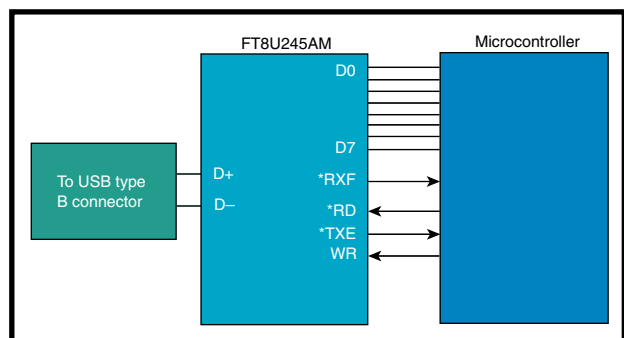 FT8U245AM
Microcontroller
D0
D7
*RXF
*RD
*TXE
WR
D+
D–
To USB type
B connector